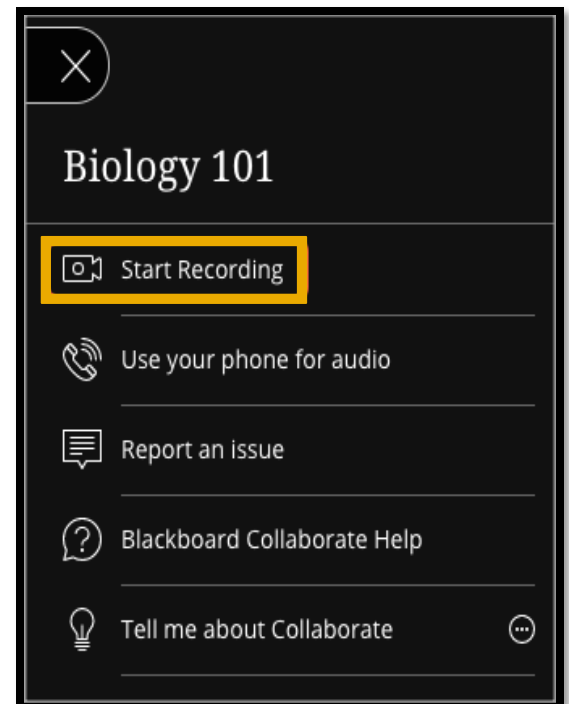 Biology 101
Start Recording
Use your phone for audio
Report an issue
Blackboard Collaborate Help
Tell me about Collaborate